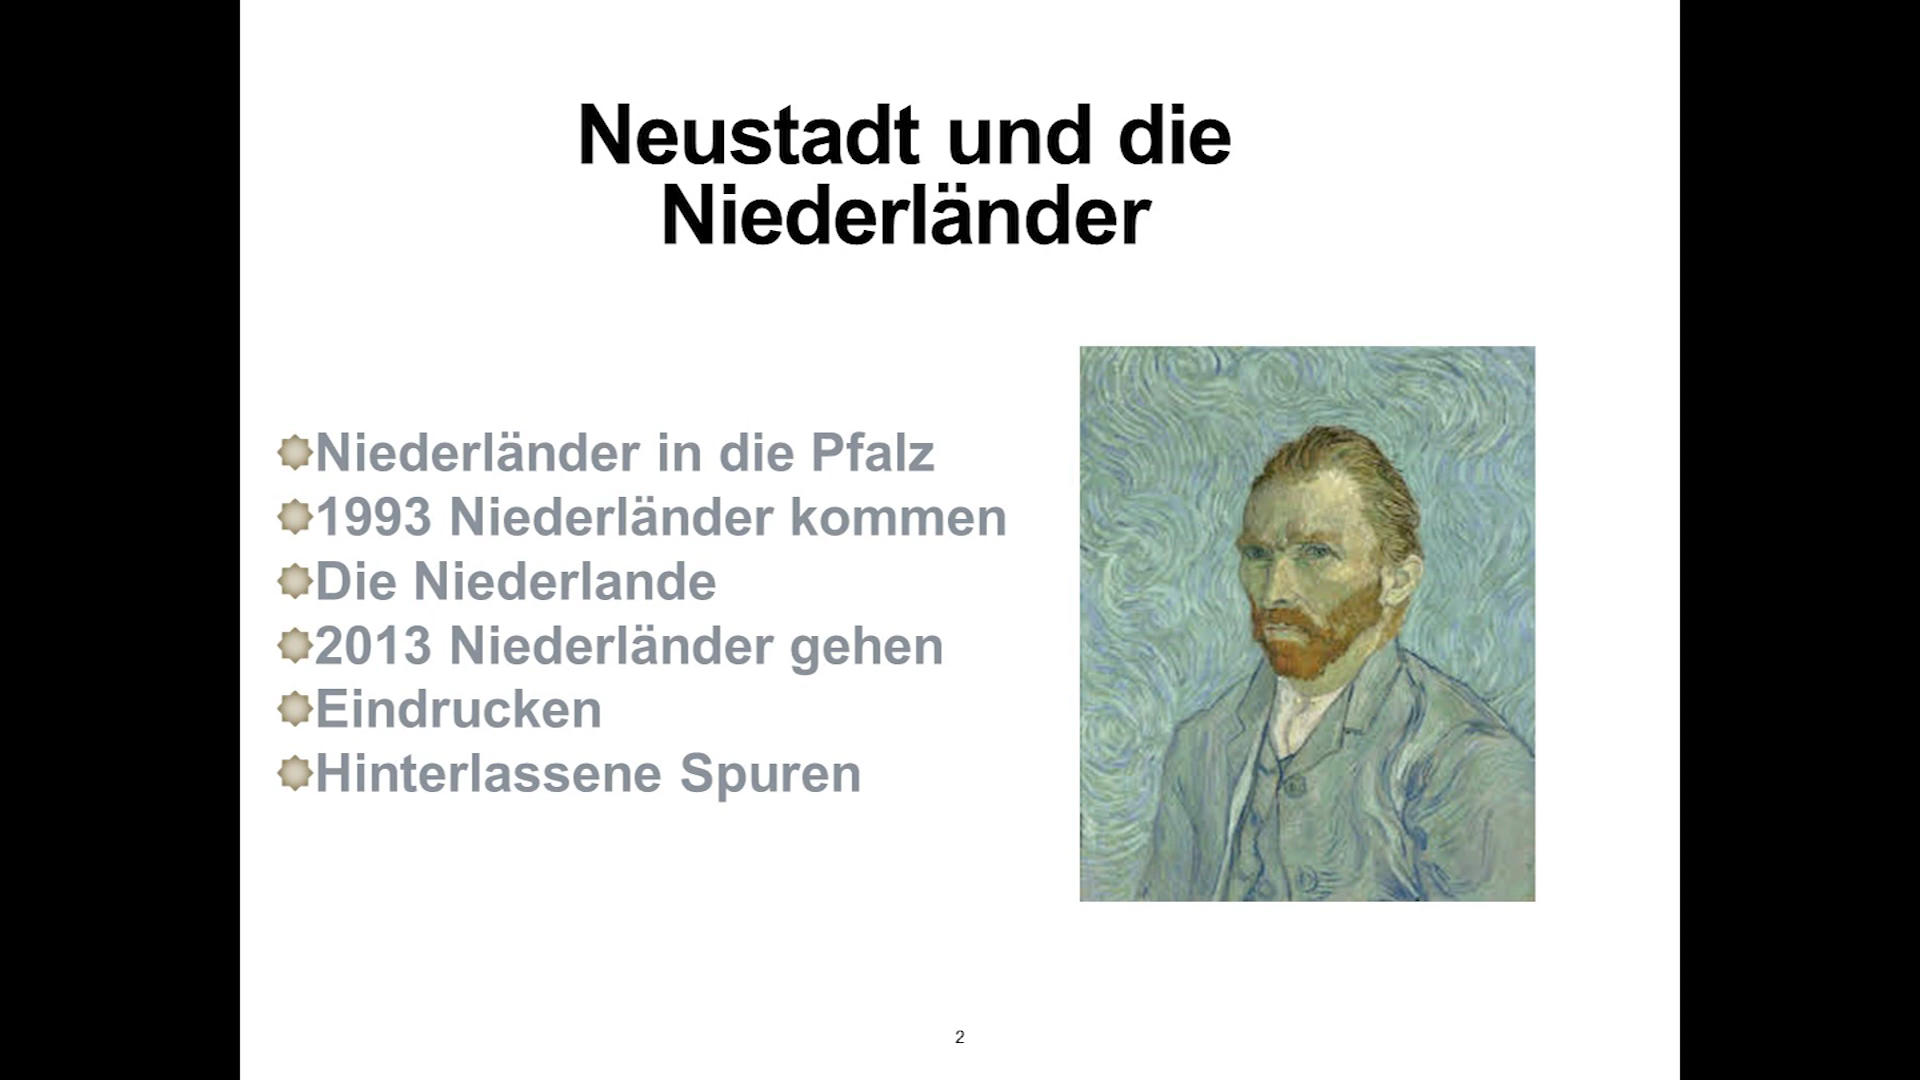 Neustadt und die
Niederländer
Niederländer in die Pfalz
1993 Niederländer kommen
Die Niederlande
2013 Niederländer gehen
Eindrucken
Hinterlassene Spuren
2